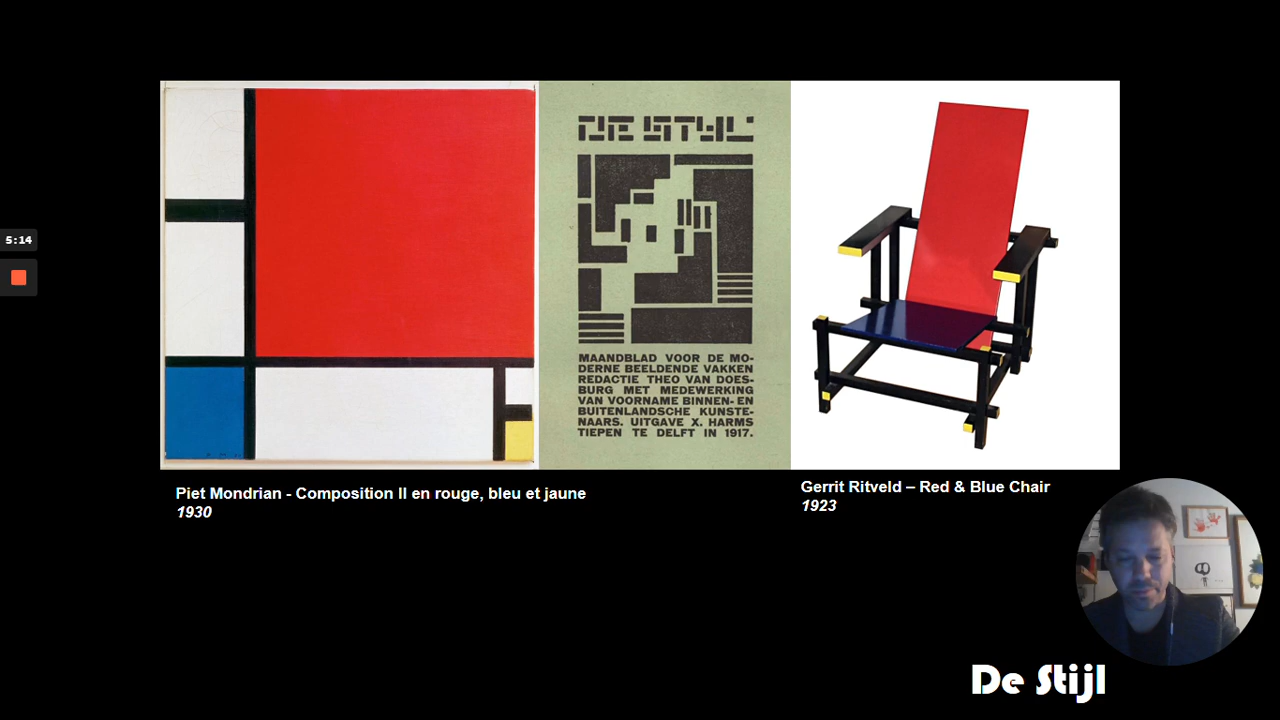 5:14
DE STYL
MAANDBLAD VOOR DE MO-
DERNE BEELDENDE VAKKEN
REDACTIE THEO VAN DOES-
BURG MET MEDEWERKING
VAN VOORNAME BINNEN- EN
BUITENLANDSCHE KUNSTE-
NAARS. UITGAVE X. HARMS
TIEPEN TE DELFT IN 1917.
Piet Mondrian - Composition II en rouge, bleu et jaune
1930
Gerrit Ritveld – Red & Blue Chair
1923
De Stijl